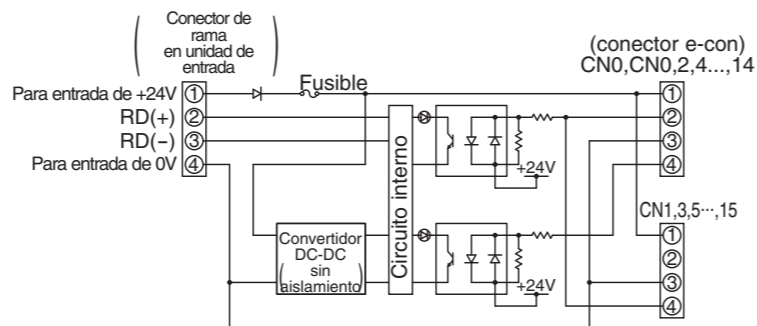 Conector de
rama
en unidad de
entrada
(conector e-con)
CN0,CN0,2,4...,14
Para entrada de +24V
RD(+)
RD(−)
Para entrada de 0V
①
②
③
④
Fusible
Circuito interno
+24V
①
②
③
④
Convertidor
DC-DC
( sin
aislamiento )
+24V
CN1,3,5⋯,15
①
②
③
④